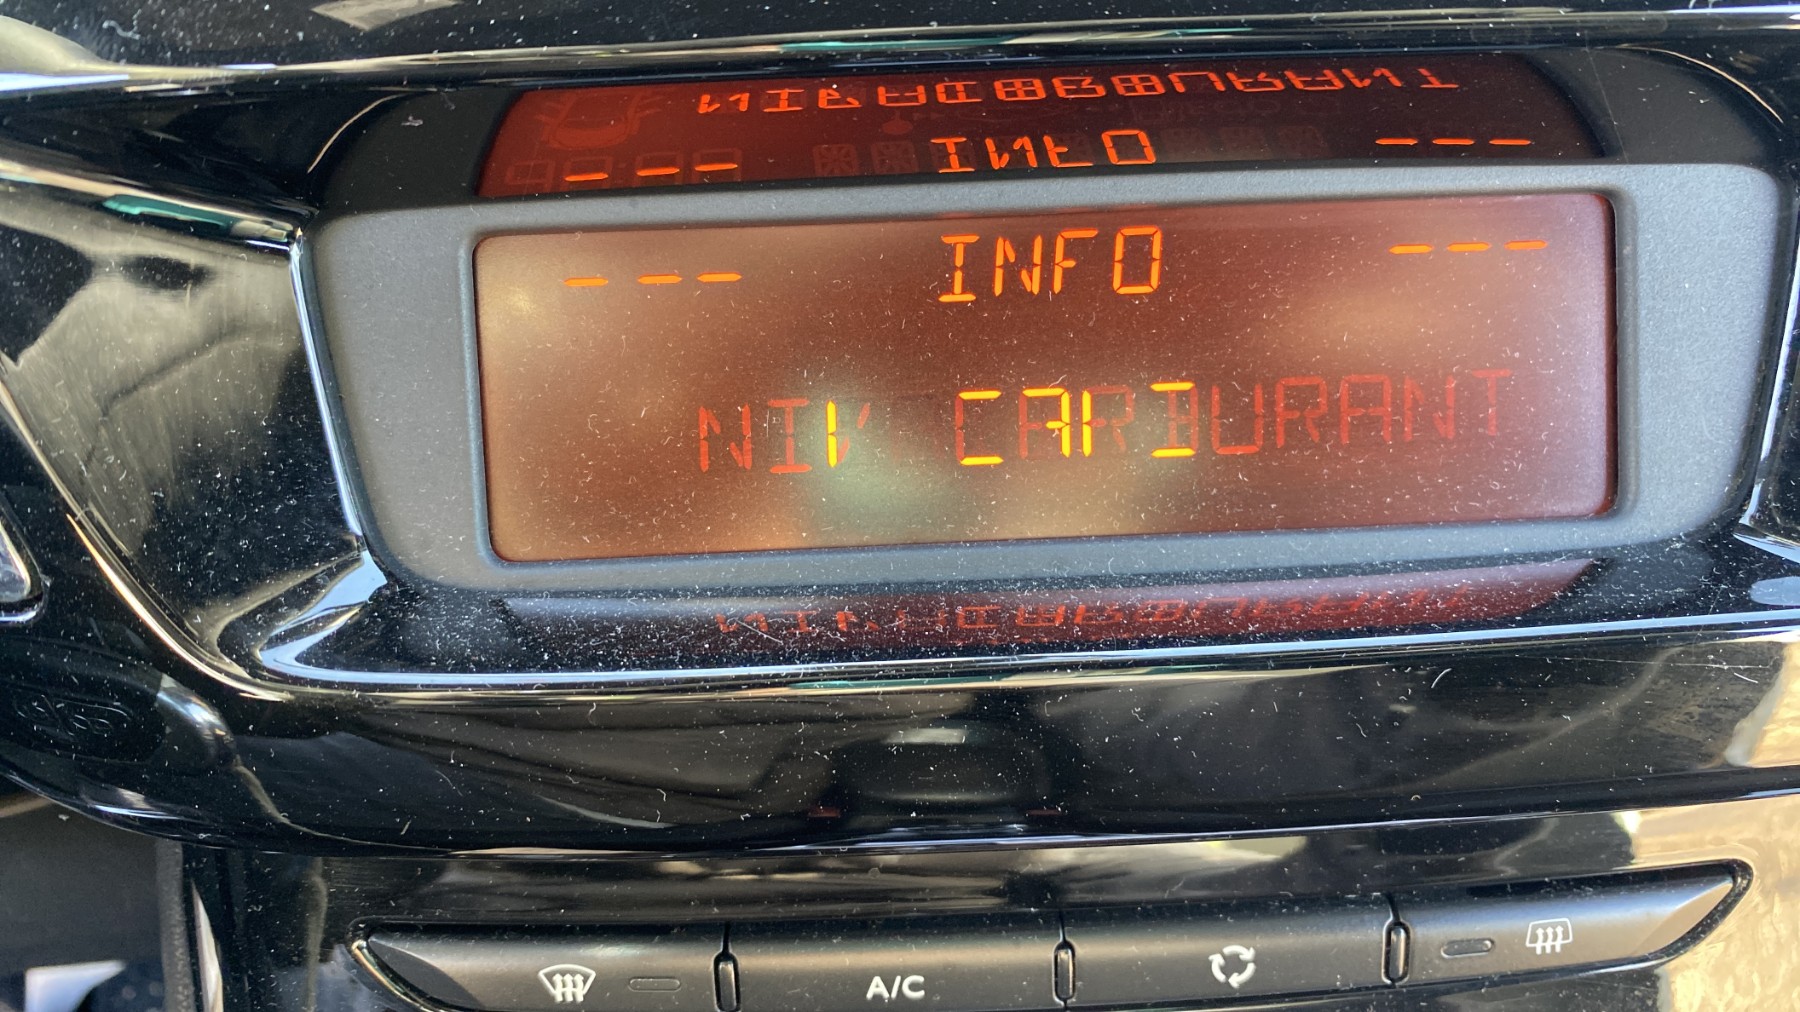 --- INFO ---
NIV CARBURANT
A/C